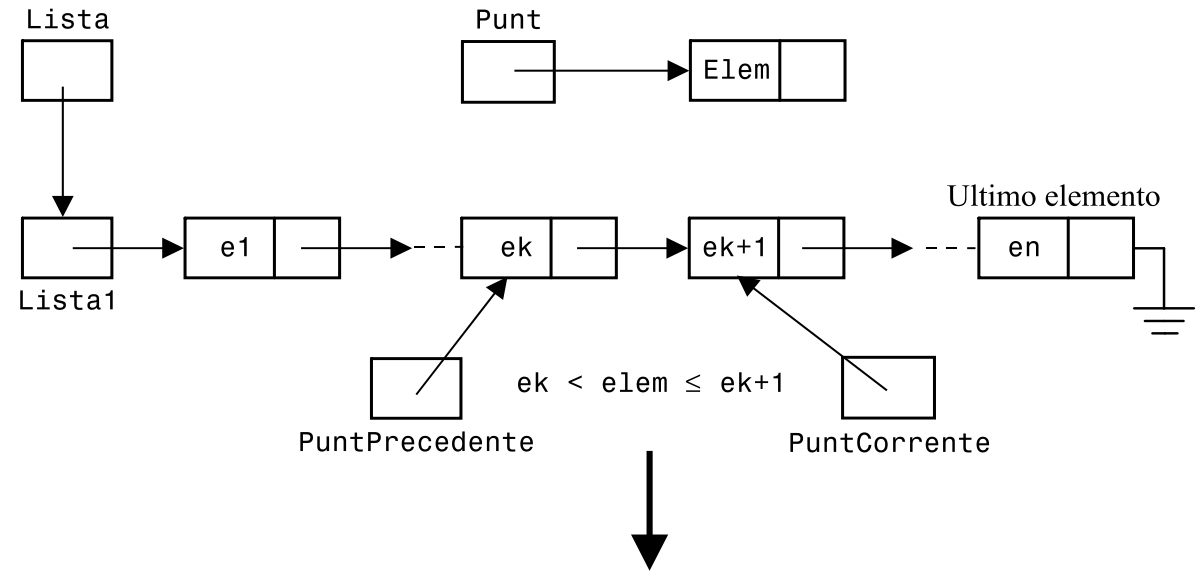 Lista
Punt
Elem
Ultimo elemento
e1
ek
ek+1
en
Lista1
ek < elem ≤ ek+1
PuntPrecedente
PuntCorrente